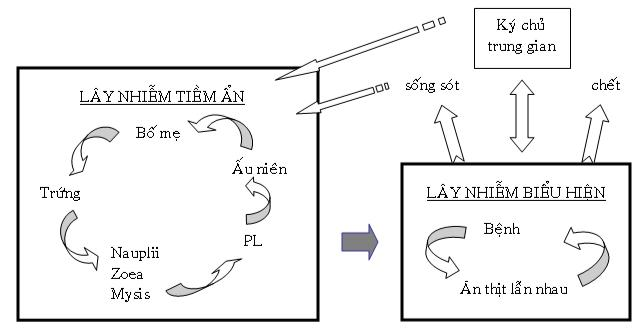 Ký chủ
trung gian
sống sót
chết
LÂY NHIỄM TIỀM ẨN
Bố mẹ
Ấu niên
Trứng
PL
Nauplii
Zoea
Mysis
LÂY NHIỄM BIỂU HIỆN
Bệnh
Ăn thịt lẫn nhau